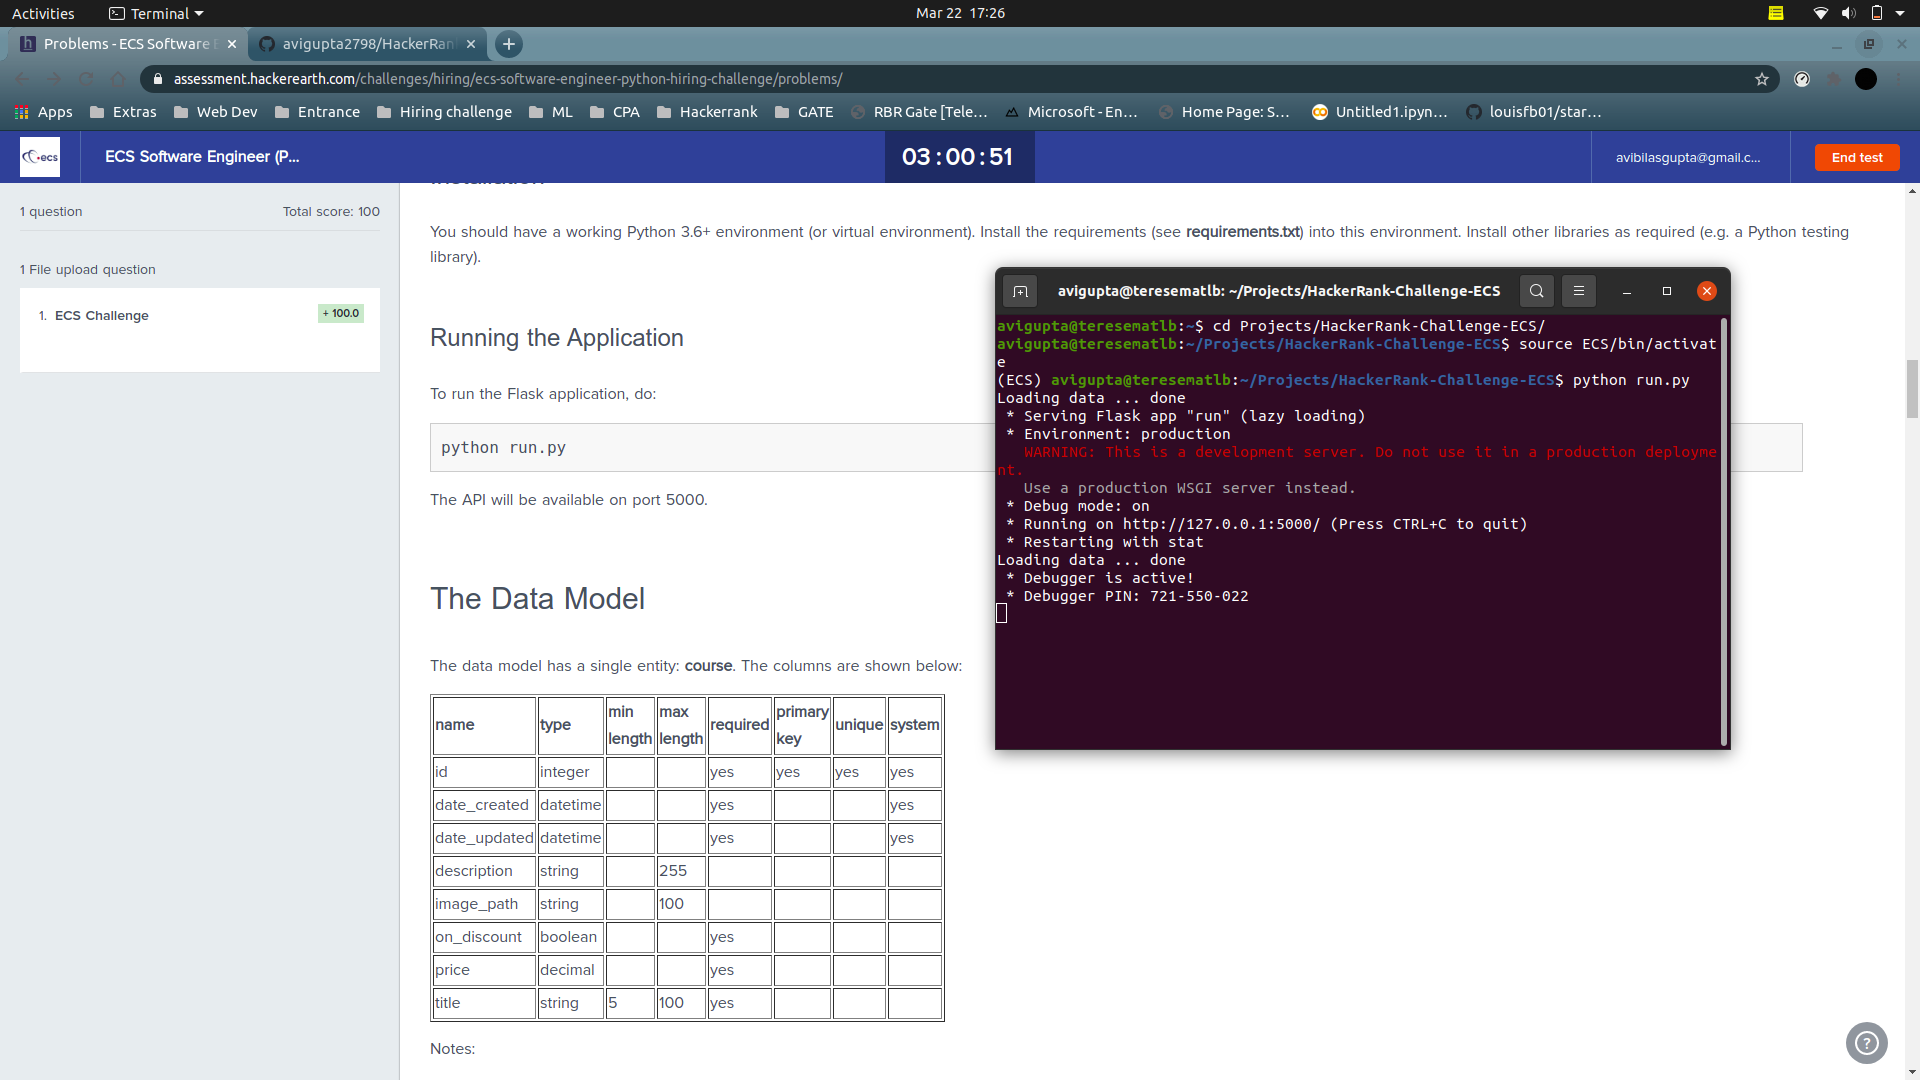 Activities
Terminal
Mar 22 17:26
Problems - ECS Software E
avigupta2798/HackerRan
assessment.hackerearth.com/challenges/hiring/ecs-software-engineer-python-hiring-challenge/problems/
Apps
Extras
Web Dev
Entrance
Hiring challenge
ML
CPA
Hackerrank
GATE
RBR Gate [Tele...
Microsoft - En...
Home Page: S...
Untitled1.ipyn...
louisfb01/star...
ecs
ECS Software Engineer (P...
03:00:51
avibilasgupta@gmail.c...
End test
1 question
Total score: 100
1 File upload question
1. ECS Challenge
+ 100.0
You should have a working Python 3.6+ environment (or virtual environment). Install the requirements (see requirements.txt) into this environment. Install other libraries as required (e.g. a Python testing
library).
Running the Application
To run the Flask application, do:
python run.py
The API will be available on port 5000.
The Data Model
The data model has a single entity: course. The columns are shown below:
name type min length max length required primary key unique system
id integer yes yes yes yes
date_created datetime yes yes
date_updated datetime yes yes
description string 255
image_path string 100
on_discount boolean yes
price decimal yes
title string 5 100 yes
Notes:
avigupta@teresematlb: ~/Projects/HackerRank-Challenge-ECS
avigupta@teresematlb:~$ cd Projects/HackerRank-Challenge-ECS/
avigupta@teresematlb:~/Projects/HackerRank-Challenge-ECS$ source ECS/bin/activat
e
(ECS) avigupta@teresematlb:~/Projects/HackerRank-Challenge-ECS$ python run.py
Loading data ... done
* Serving Flask app "run" (lazy loading)
* Environment: production
WARNING: This is a development server. Do not use it in a production deployme
nt.
Use a production WSGI server instead.
* Debug mode: on
* Running on http://127.0.0.1:5000/ (Press CTRL+C to quit)
* Restarting with stat
Loading data ... done
* Debugger is active!
* Debugger PIN: 721-550-022